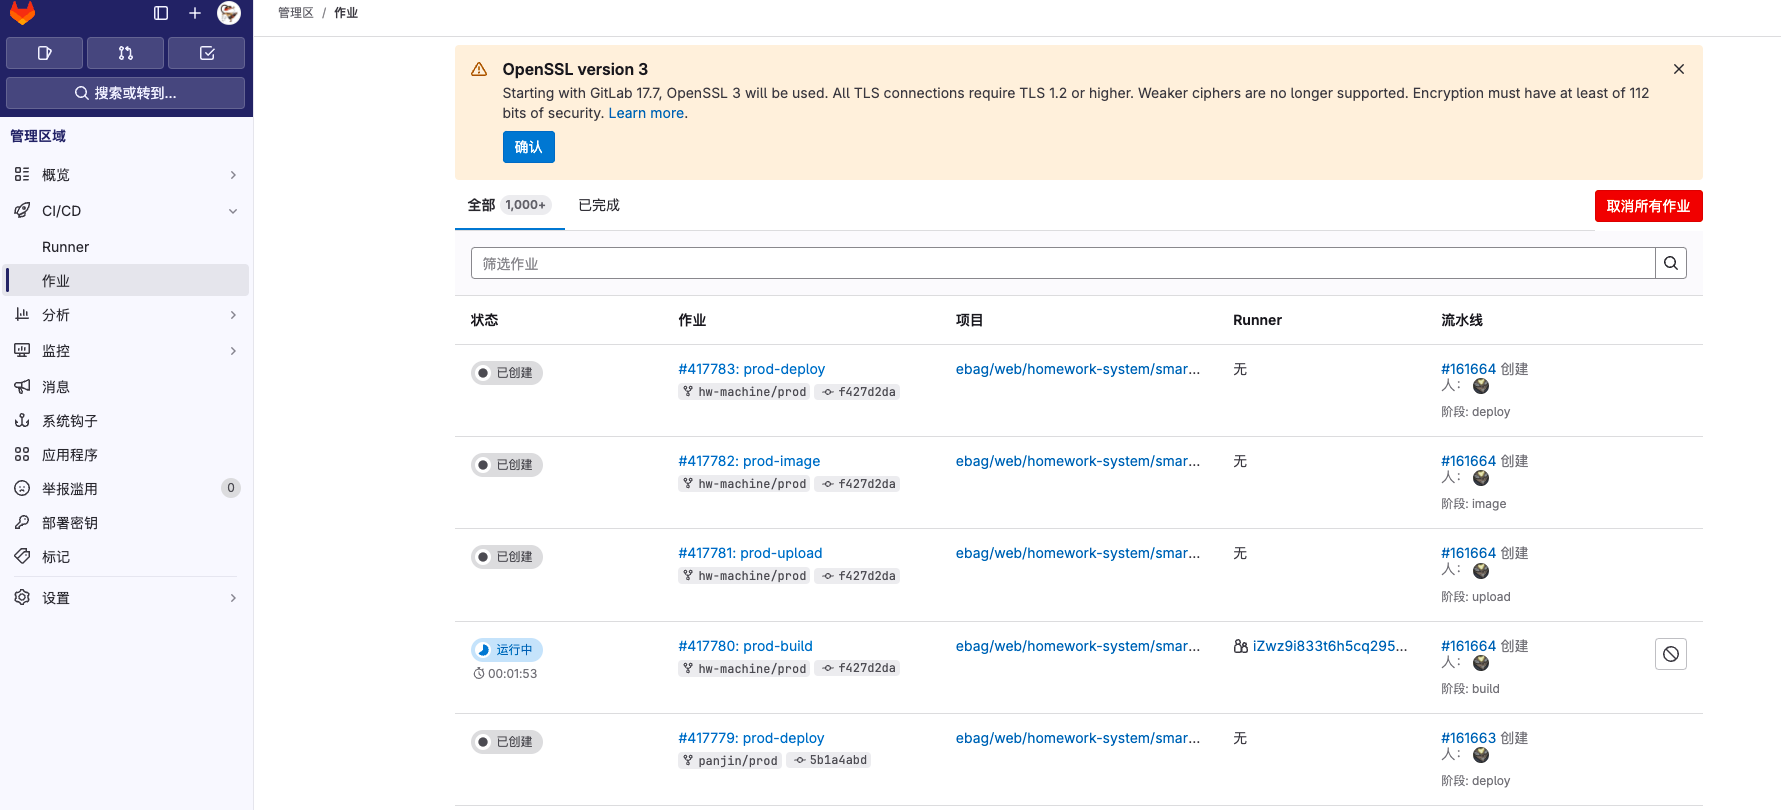 管理区 / 作业
搜索或转到...
管理区域
概览
CI/CD
Runner
作业
分析
监控
消息
系统钩子
应用程序
举报滥用 0
部署密钥
标记
设置
OpenSSL version 3
Starting with GitLab 17.7, OpenSSL 3 will be used. All TLS connections require TLS 1.2 or higher. Weaker ciphers are no longer supported. Encryption must have at least of 112
bits of security. Learn more.
确认
全部 1,000+ 已完成 取消所有作业
筛选作业
状态 作业 项目 Runner 流水线
已创建 #417783: prod-deploy ebag/web/homework-system/smar... 无 #161664 创建
hw-machine/prod f427d2da 人：
阶段: deploy
已创建 #417782: prod-image ebag/web/homework-system/smar... 无 #161664 创建
hw-machine/prod f427d2da 人：
阶段: image
已创建 #417781: prod-upload ebag/web/homework-system/smar... 无 #161664 创建
hw-machine/prod f427d2da 人：
阶段: upload
运行中 #417780: prod-build ebag/web/homework-system/smar... iZwz9i833t6h5cq295... #161664 创建
00:01:53 hw-machine/prod f427d2da 人：
阶段: build
已创建 #417779: prod-deploy ebag/web/homework-system/smar... 无 #161663 创建
panjin/prod 5b1a4abd 人：
阶段: deploy